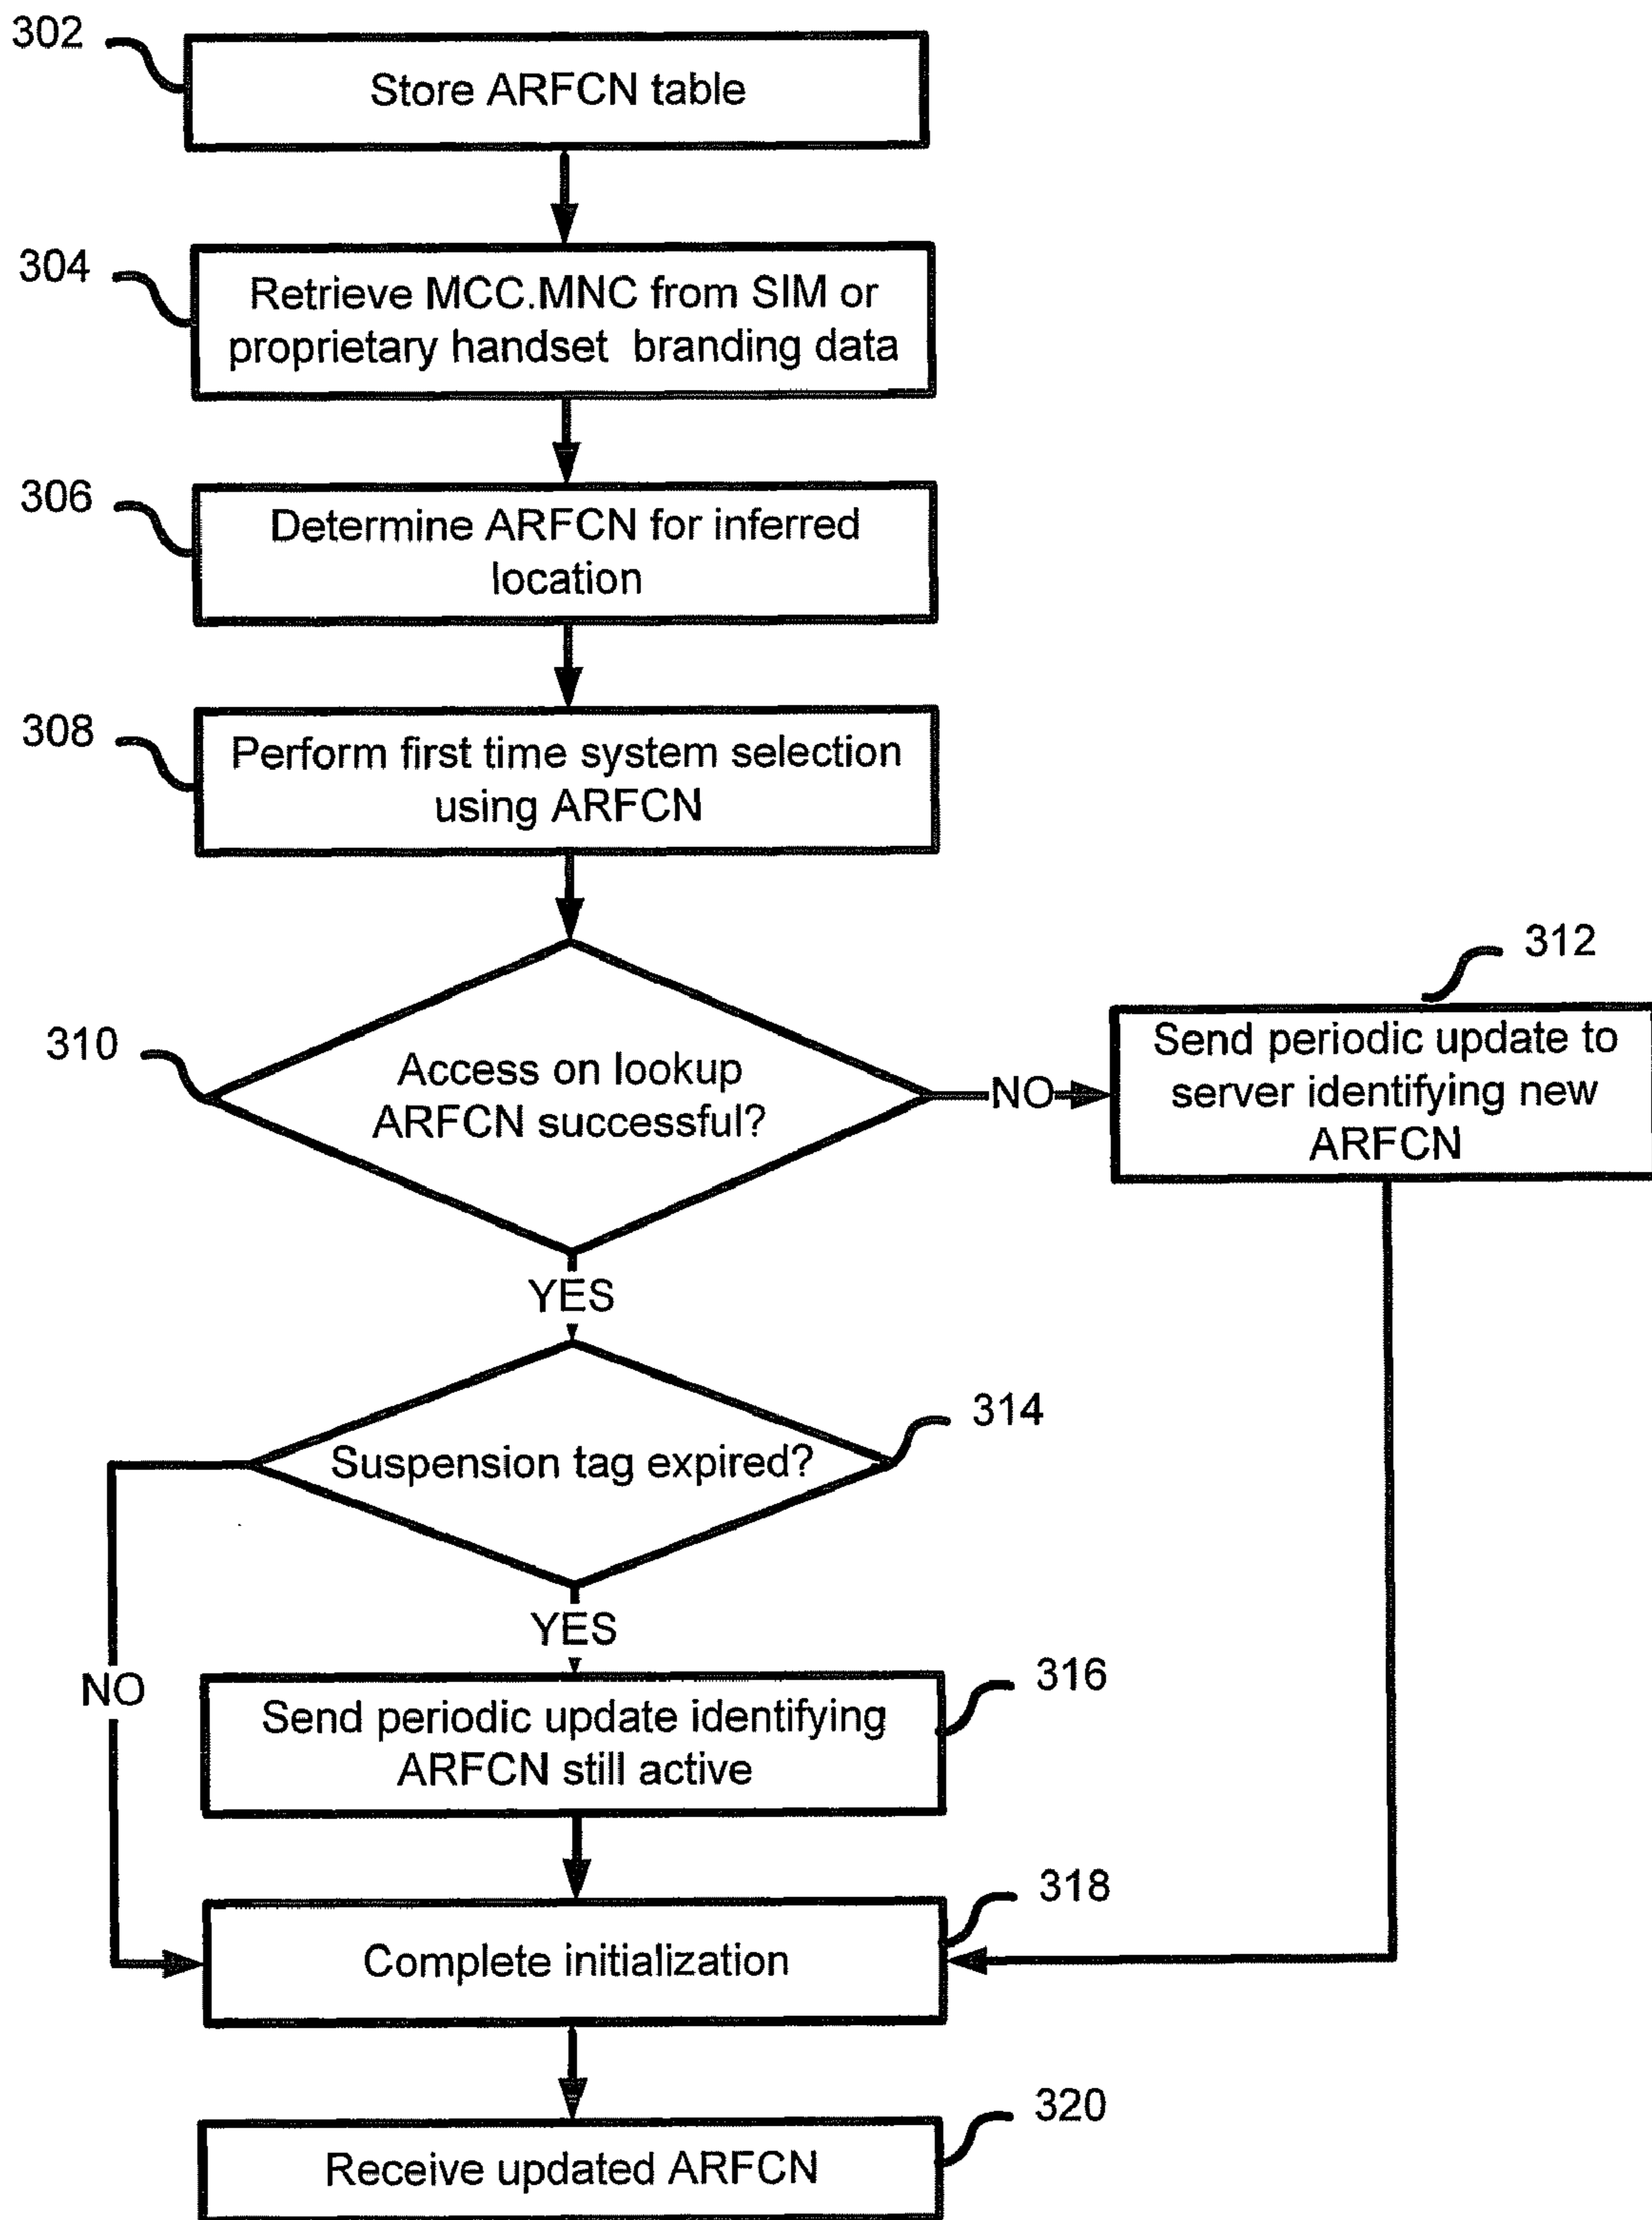 302
Store ARFCN table
304
Retrieve MCC.MNC from SIM or
proprietary handset branding data
306
Determine ARFCN for inferred
location
308
Perform first time system selection
using ARFCN
310
Access on lookup
ARFCN successful?
NO
312
Send periodic update to
server identifying new
ARFCN
YES
314
Suspension tag expired?
YES
NO
316
Send periodic update identifying
ARFCN still active
318
Complete initialization
320
Receive updated ARFCN